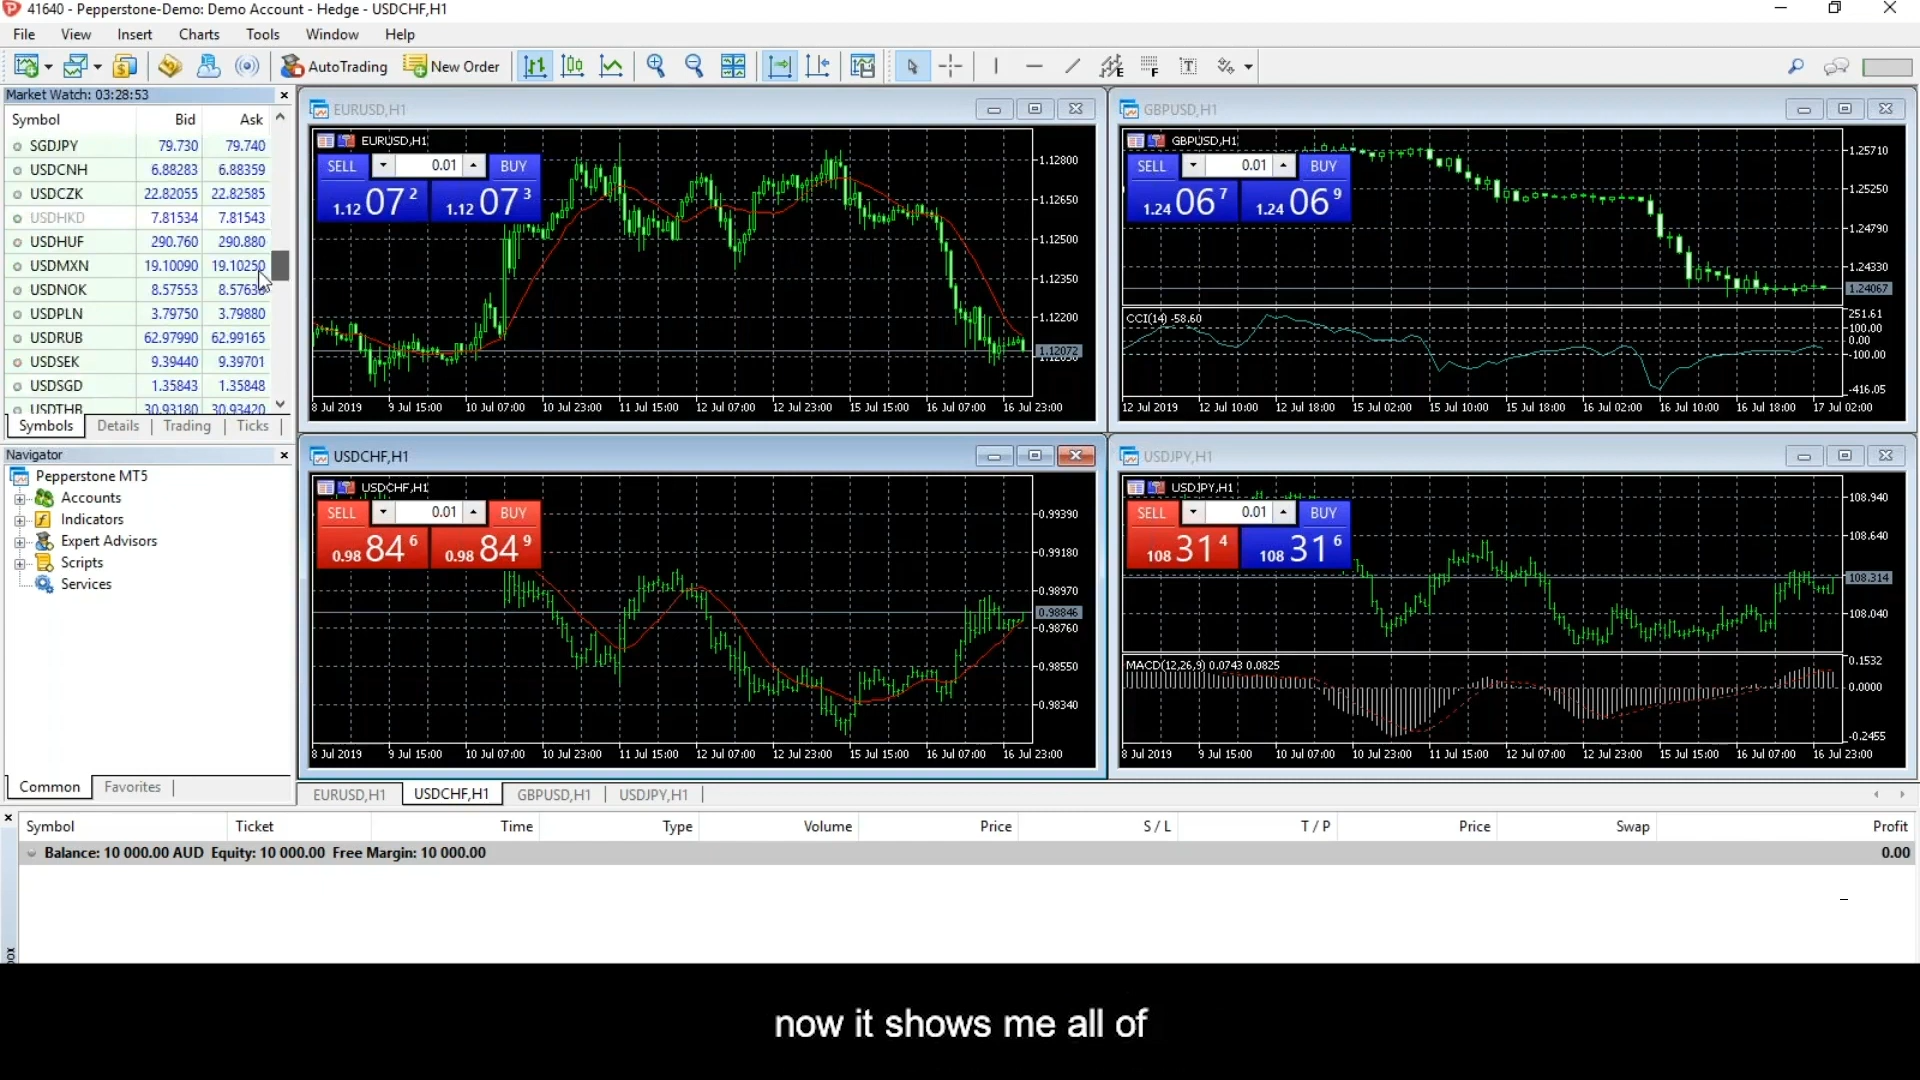 41640 - Pepperstone-Demo: Demo Account - Hedge - USDCHF,H1
File View Insert Charts Tools Window Help
AutoTrading New Order
Market Watch: 03:28:53
Symbol Bid Ask
SGDJPY 79.730 79.740
USDCNH 6.88283 6.88359
USDCZK 22.82055 22.82585
USDHKD 7.81534 7.81543
USDHUF 290.760 290.880
USDMXN 19.10090 19.10250
USDNOK 8.57553
USDPLN 3.79750 3.79880
USDRUB 62.97990 62.99165
USDSEK 9.39440 9.39701
USDSGD 1.35843 1.35848
USDTHB 30.93180 30.93420
Symbols Details Trading Ticks
Navigator
Pepperstone MT5
Accounts
Indicators
Expert Advisors
Scripts
Services
Common Favorites
EURUSD,H1
EURUSD,H1
SELL 0.01 BUY
1.12 07 2 1.12 07 3
1.12800
1.12650
1.12500
1.12350
1.12200
1.12072
8 Jul 2019 9 Jul 15:00 10 Jul 07:00 10 Jul 23:00 11 Jul 15:00 12 Jul 07:00 12 Jul 23:00 15 Jul 15:00 16 Jul 07:00 16 Jul 23:00
GBPUSD,H1
GBPUSD,H1
SELL 0.01 BUY
1.24 06 7 1.24 06 9
1.25710
1.25250
1.24790
1.24330
1.24067
CCI(14) -58.60
251.61
100.00
0.00
-100.00
-416.05
12 Jul 2019 12 Jul 10:00 12 Jul 18:00 15 Jul 02:00 15 Jul 10:00 15 Jul 18:00 16 Jul 02:00 16 Jul 10:00 16 Jul 18:00 17 Jul 02:00
USDCHF,H1
USDCHF,H1
SELL 0.01 BUY
0.98 84 6 0.98 84 9
0.99390
0.99180
0.98970
0.98846
0.98760
0.98550
0.98340
8 Jul 2019 9 Jul 15:00 10 Jul 07:00 10 Jul 23:00 11 Jul 15:00 12 Jul 07:00 12 Jul 23:00 15 Jul 15:00 16 Jul 07:00 16 Jul 23:00
USDJPY,H1
USDJPY,H1
SELL 0.01 BUY
108 31 4 108 31 6
108.940
108.640
108.314
108.040
MACD(12,26,9) 0.0743 0.0825
0.1532
0.0000
-0.2455
8 Jul 2019 9 Jul 15:00 10 Jul 07:00 10 Jul 23:00 11 Jul 15:00 12 Jul 07:00 12 Jul 23:00 15 Jul 15:00 16 Jul 07:00 16 Jul 23:00
EURUSD,H1 USDCHF,H1 GBPUSD,H1 USDJPY,H1
Symbol Ticket Time Type Volume Price S / L T / P Price Swap Profit
Balance: 10 000.00 AUD Equity: 10 000.00 Free Margin: 10 000.00 0.00
now it shows me all of